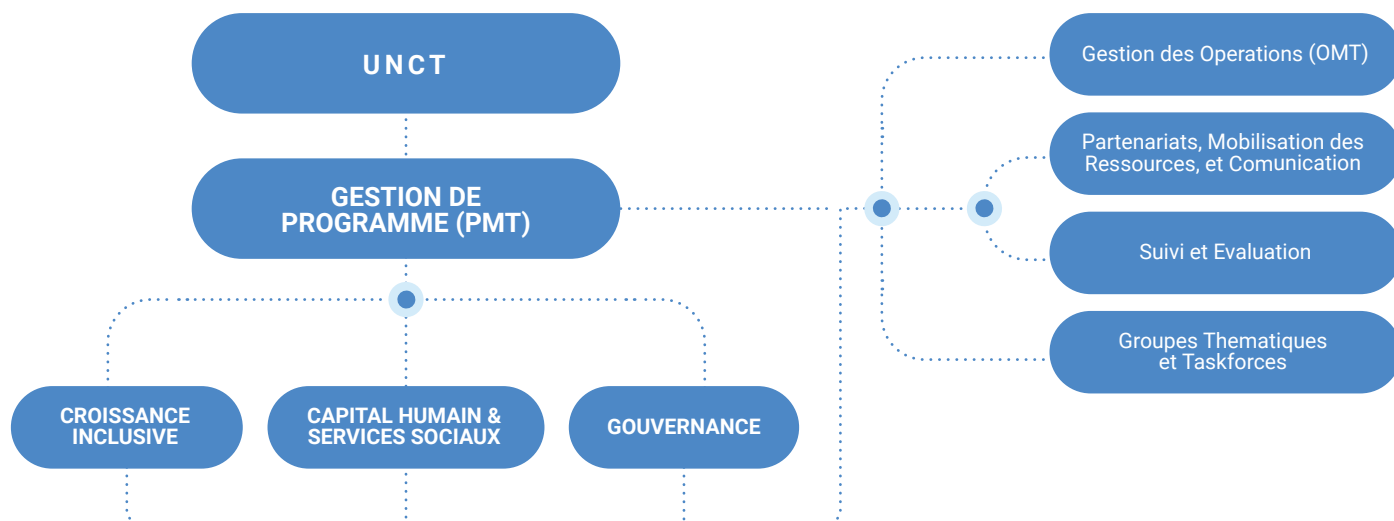 UNCT
GESTION DE
PROGRAMME (PMT)
CROISSANCE
INCLUSIVE
CAPITAL HUMAIN &
SERVICES SOCIAUX
GOUVERNANCE
Gestion des Operations (OMT)
Partenariats, Mobilisation des
Ressources, et Comunication
Suivi et Evaluation
Groupes Thematiques
et Taskforces